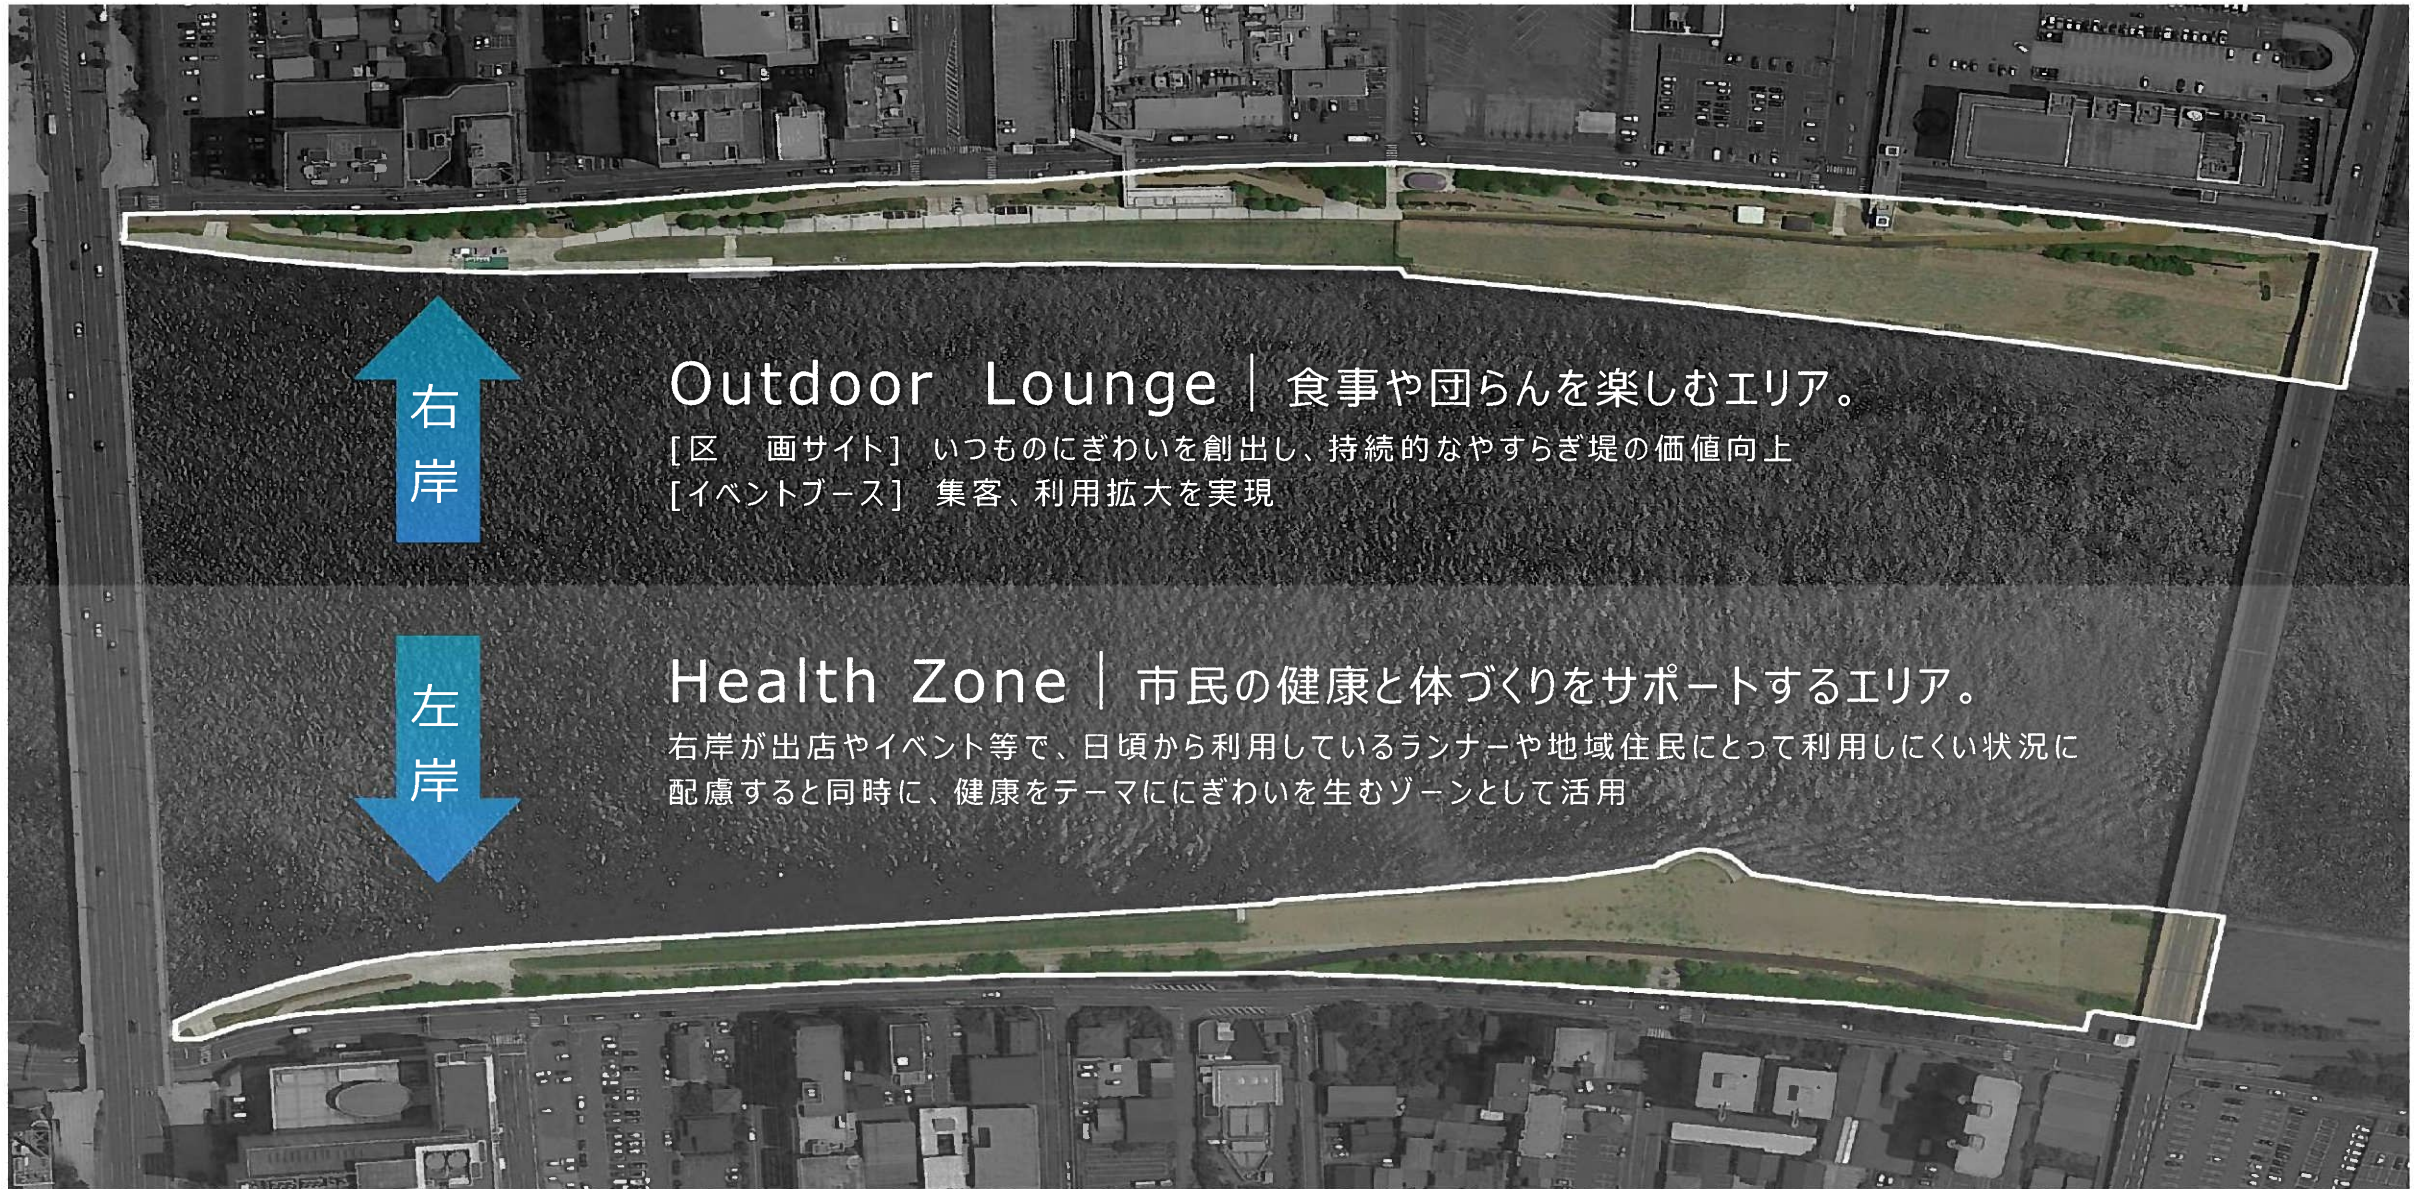 右岸
Outdoor Lounge｜食事や団らんを楽しむエリア。
[区　画サイト]　いつものにぎわいを創出し、持続的なやすらぎ堤の価値向上
[イベントブース]　集客、利用拡大を実現
左岸
Health Zone｜市民の健康と体づくりをサポートするエリア。
右岸が出店やイベント等で、日頃から利用しているランナーや地域住民にとって利用しにくい状況に
配慮すると同時に、健康をテーマににぎわいを生むゾーンとして活用